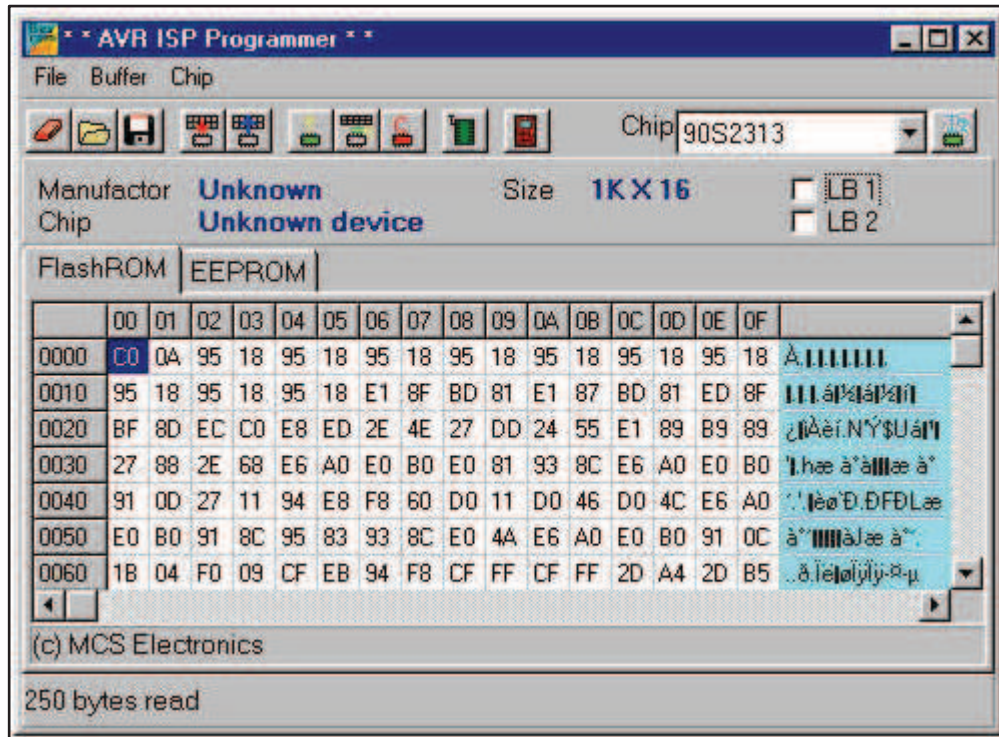 * * AVR ISP Programmer * *
File Buffer Chip
Chip 90S2313
Manufactor Unknown Size 1K X 16 LB 1
Chip Unknown device LB 2
FlashROM EEPROM
00 01 02 03 04 05 06 07 08 09 0A 0B 0C 0D 0E 0F
0000 C0 0A 95 18 95 18 95 18 95 18 95 18 95 18 95 18
0010 95 18 95 18 95 18 E1 8F BD 81 E1 87 BD 81 ED 8F
0020 BF 8D EC C0 E8 ED 2E 4E 27 DD 24 55 E1 89 B9 89
0030 27 88 2E 68 E6 A0 E0 B0 E0 81 93 8C E6 A0 E0 B0
0040 91 0D 27 11 94 E8 F8 60 D0 11 D0 46 D0 4C E6 A0
0050 E0 B0 91 8C 95 83 93 8C E0 4A E6 A0 E0 B0 91 0C
0060 1B 04 F0 09 CF EB 94 F8 CF FF CF FF 2D A4 2D B5
(c) MCS Electronics
250 bytes read